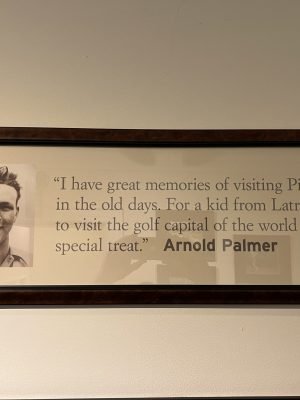 “I have great memories of visiting Pi
in the old days. For a kid from Latr
to visit the golf capital of the world
special treat.” Arnold Palmer